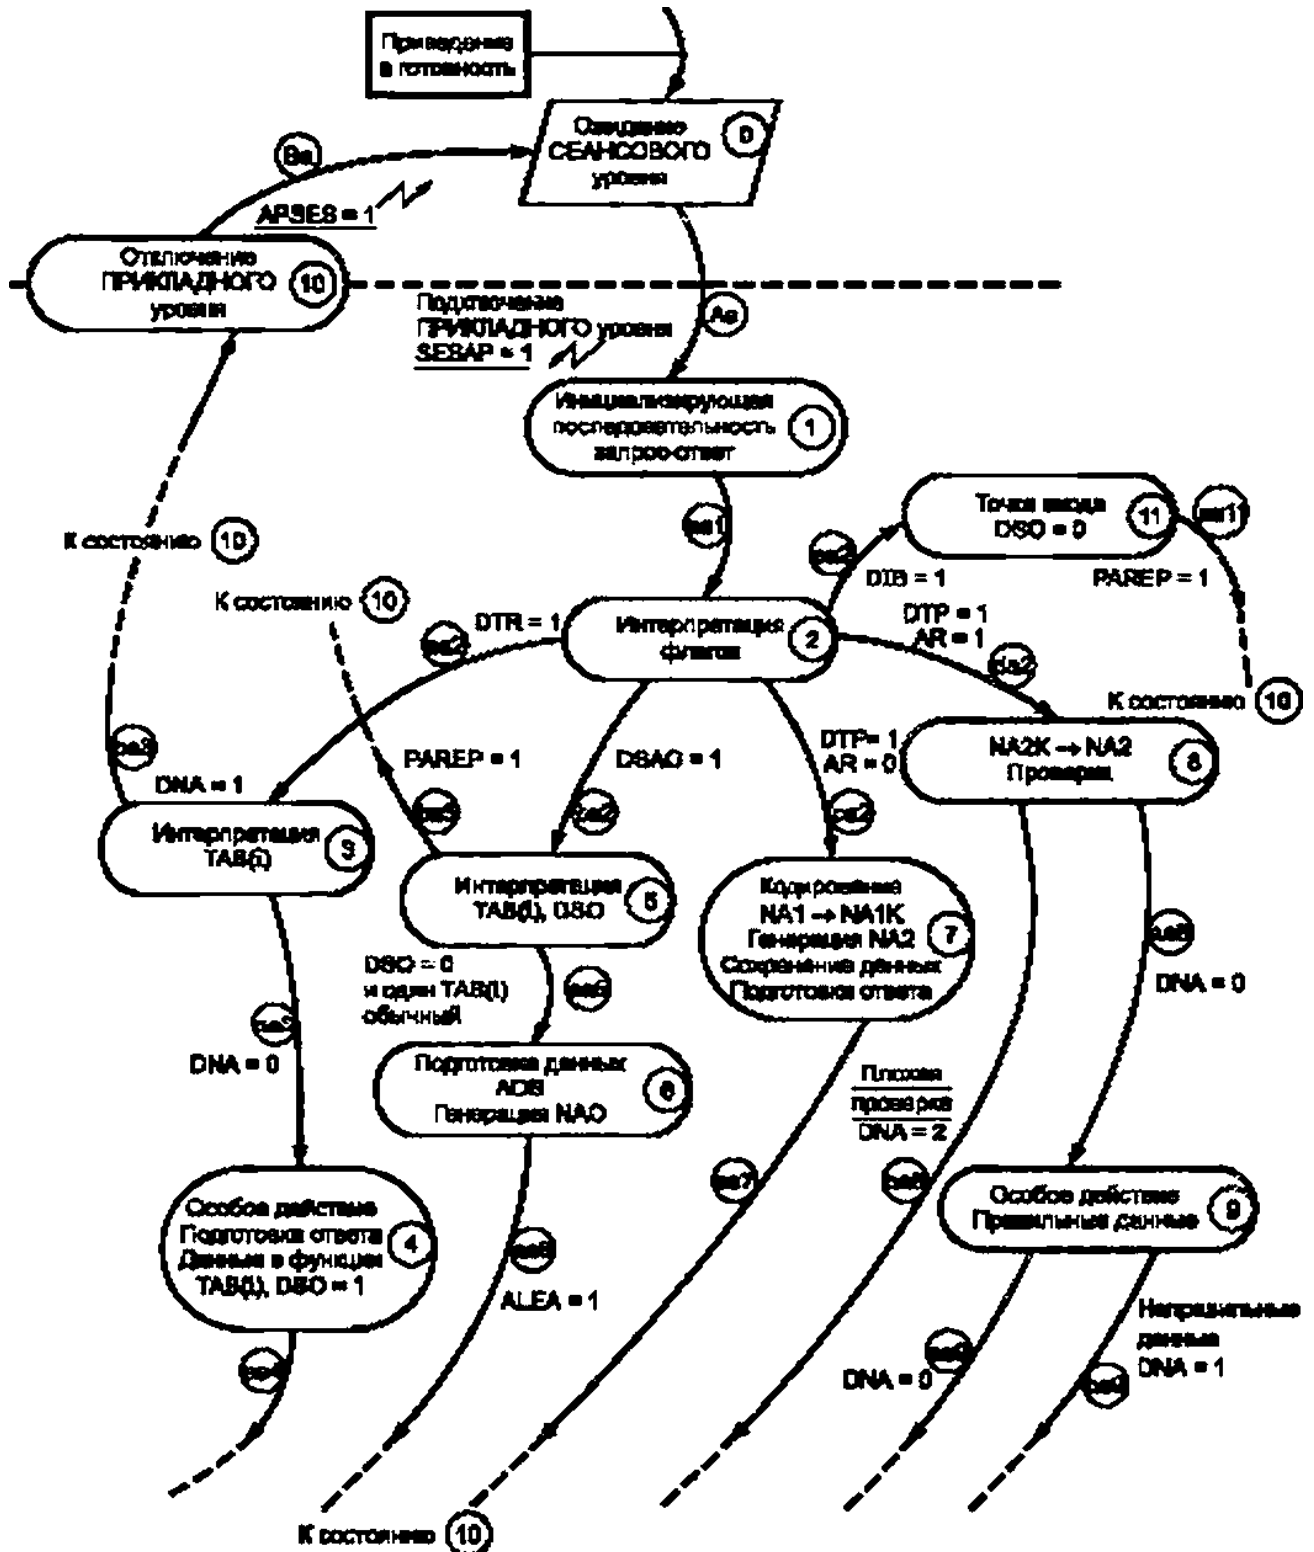 Приведение
в готовность
Ожидание
СЕАНСОВОГО
уровня
0
Ba
APSES = 1
Отключение
ПРИКЛАДНОГО
уровня
10
Подключение
ПРИКЛАДНОГО уровня
SESAP = 1
Aa
Инициализирующая
последовательность
запрос-ответ
1
aa1
Точка ввода
DSO = 0
11
aa11
DIB = 1
PAREP = 1
К состоянию 10
К состоянию 10
DTR = 1
Интерпретация
флагов
2
DTP = 1
AR = 1
К состоянию 10
PAREP = 1
DSAO = 1
DTP = 1
AR = 0
NA2K → NA2
Проверка
8
DNA = 1
Интерпретация
TAB(i)
3
Интерпретация
TAB(i), DSO
5
Кодирование
NA1 → NA1K
Генерация NA2
Сохранение данных
Подготовка ответа
7
DSO = 0
и один TAB(i)
обычный
DNA = 0
DNA = 0
Подготовка данных
AOB
Генерация NAO
6
Плохая
проверка
DNA = 2
Особое действие
Подготовка ответа
Данные в функции
TAB(i), DSO = 1
4
Особое действие
Правильные данные
9
ALEA = 1
DNA = 0
Неправильные
данные
DNA = 1
К состоянию 10